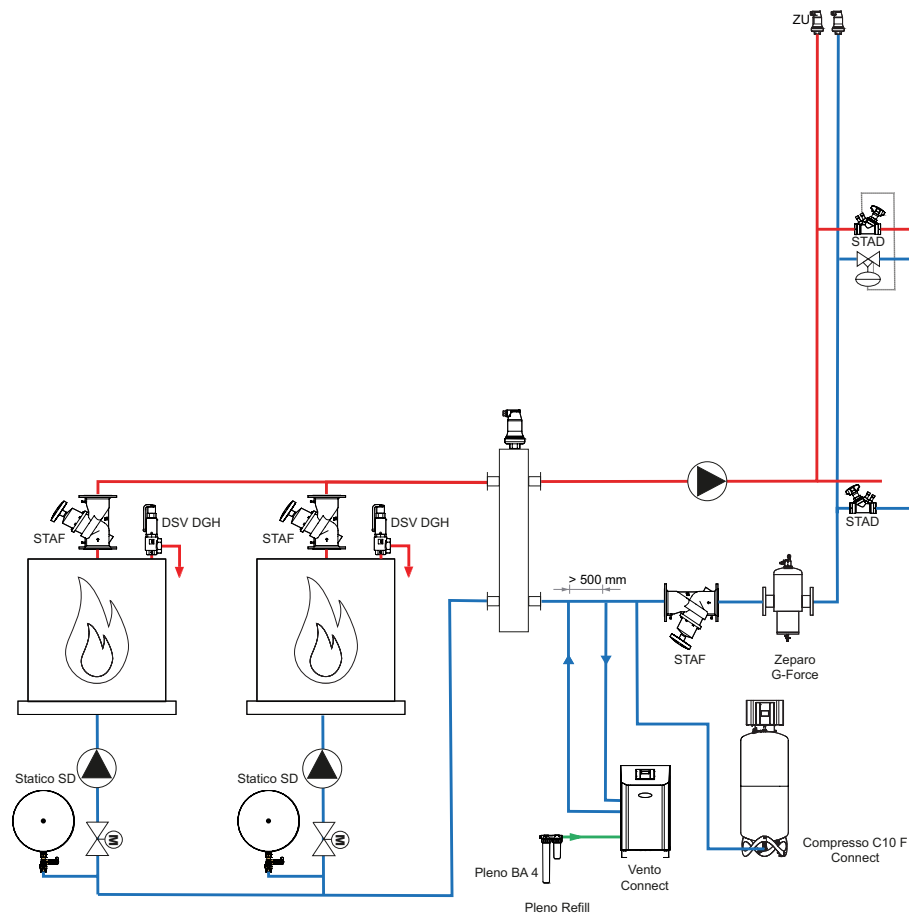 ZU
STAD
STAD
STAF
DSV DGH
STAF
DSV DGH
> 500 mm
STAF
Zeparo
G-Force
Statico SD
M
Statico SD
M
Pleno BA 4
Pleno Refill
Vento
Connect
Compresso C10 F
Connect